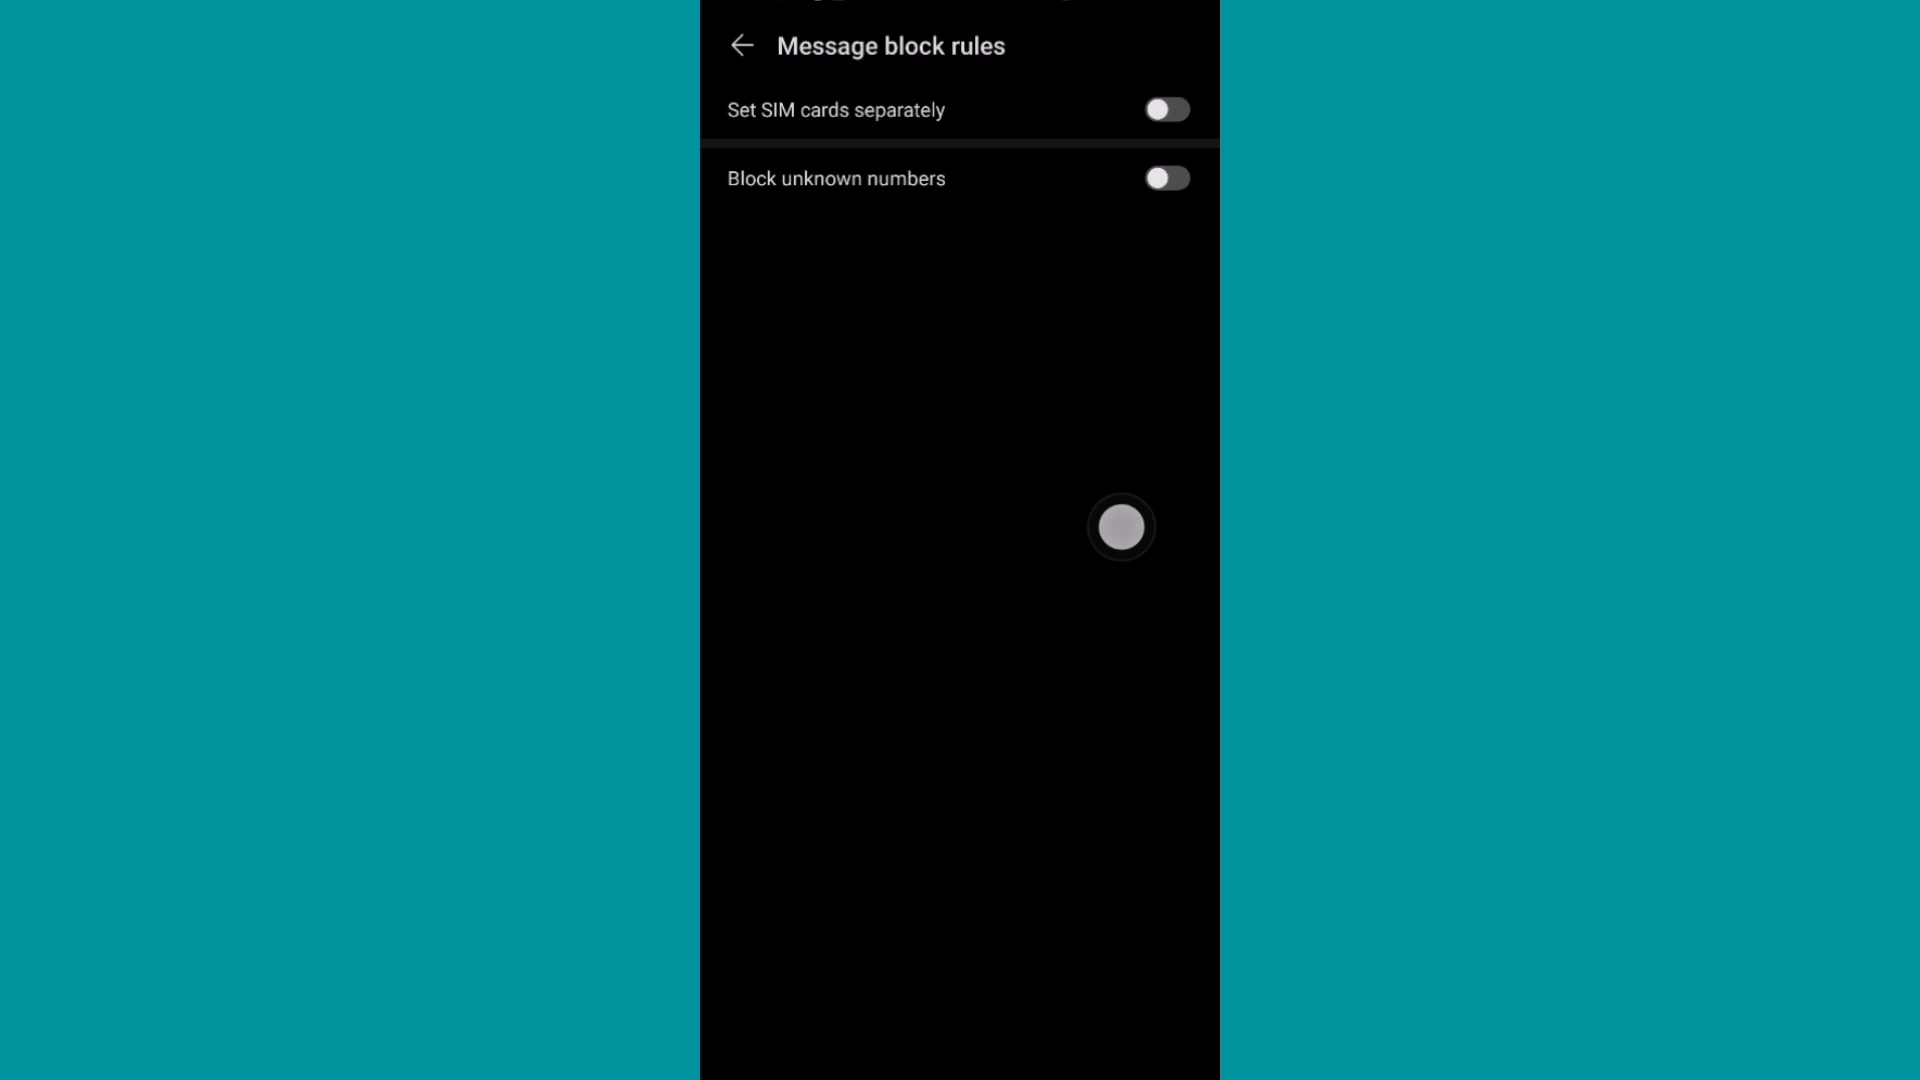 Message block rules
Set SIM cards separately
Block unknown numbers